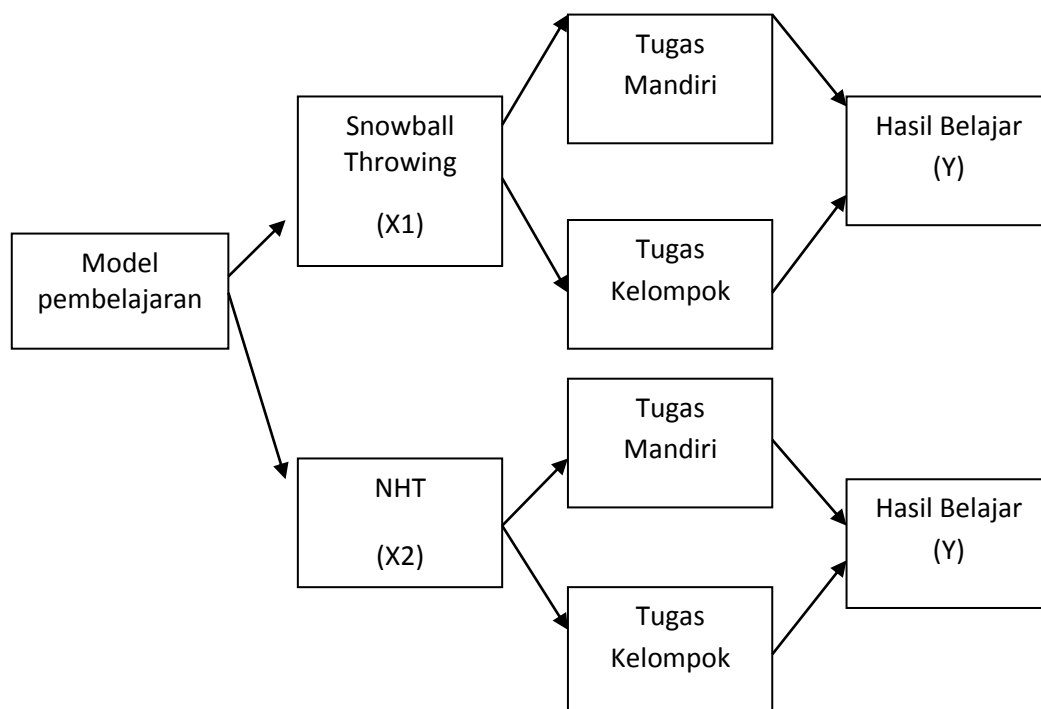 Model
pembelajaran
Snowball
Throwing
(X1)
Tugas
Mandiri
Tugas
Kelompok
Hasil Belajar
(Y)
NHT
(X2)
Tugas
Mandiri
Tugas
Kelompok
Hasil Belajar
(Y)